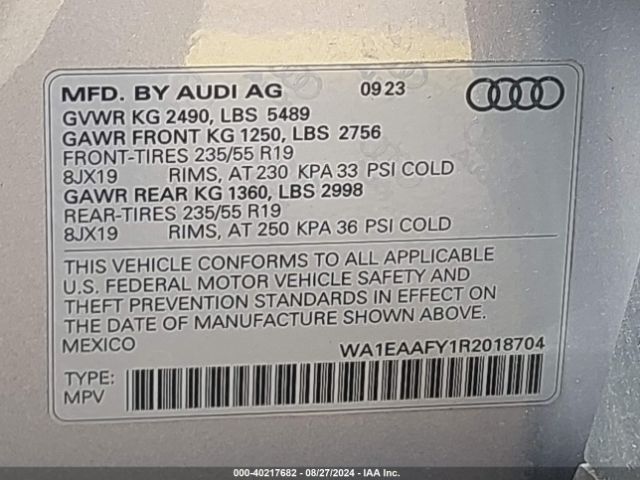 MFD. BY AUDI AG 09 23
GVWR KG 2490, LBS 5489
GAWR FRONT KG 1250, LBS 2756
FRONT-TIRES 235/55 R19
8JX19 RIMS, AT 230 KPA 33 PSI COLD
GAWR REAR KG 1360, LBS 2998
REAR-TIRES 235/55 R19
8JX19 RIMS, AT 250 KPA 36 PSI COLD
THIS VEHICLE CONFORMS TO ALL APPLICABLE
U.S. FEDERAL MOTOR VEHICLE SAFETY AND
THEFT PREVENTION STANDARDS IN EFFECT ON
THE DATE OF MANUFACTURE SHOWN ABOVE.
MEXICO WA1EAAFY1R2018704
TYPE:
MPV
000-40217682 - 08/27/2024 - IAA Inc.